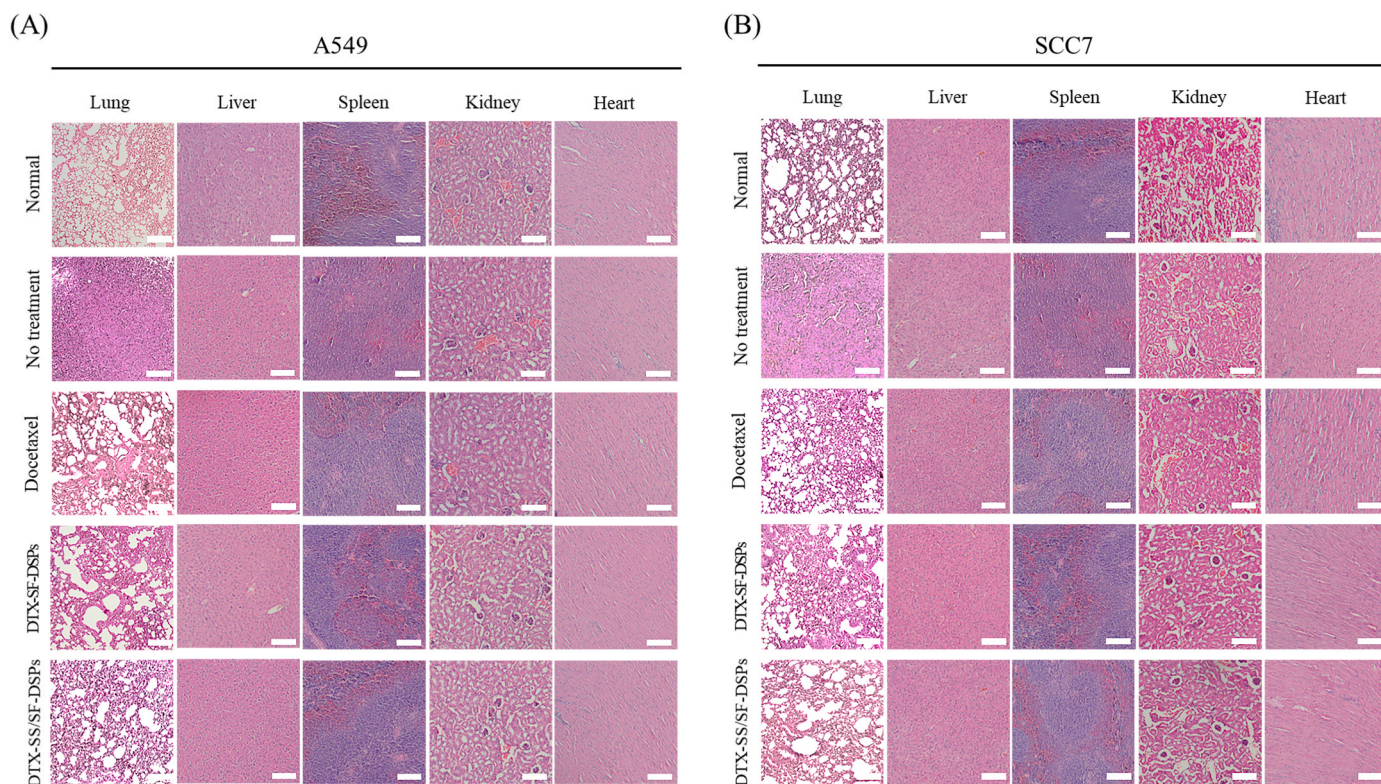 (A)
A549
Lung Liver Spleen Kidney Heart
Normal
No treatment
Docetaxel
DTX-SF-DSPs
DTX-SS/SF-DSPs
(B)
SCC7
Lung Liver Spleen Kidney Heart
Normal
No treatment
Docetaxel
DTX-SF-DSPs
DTX-SS/SF-DSPs